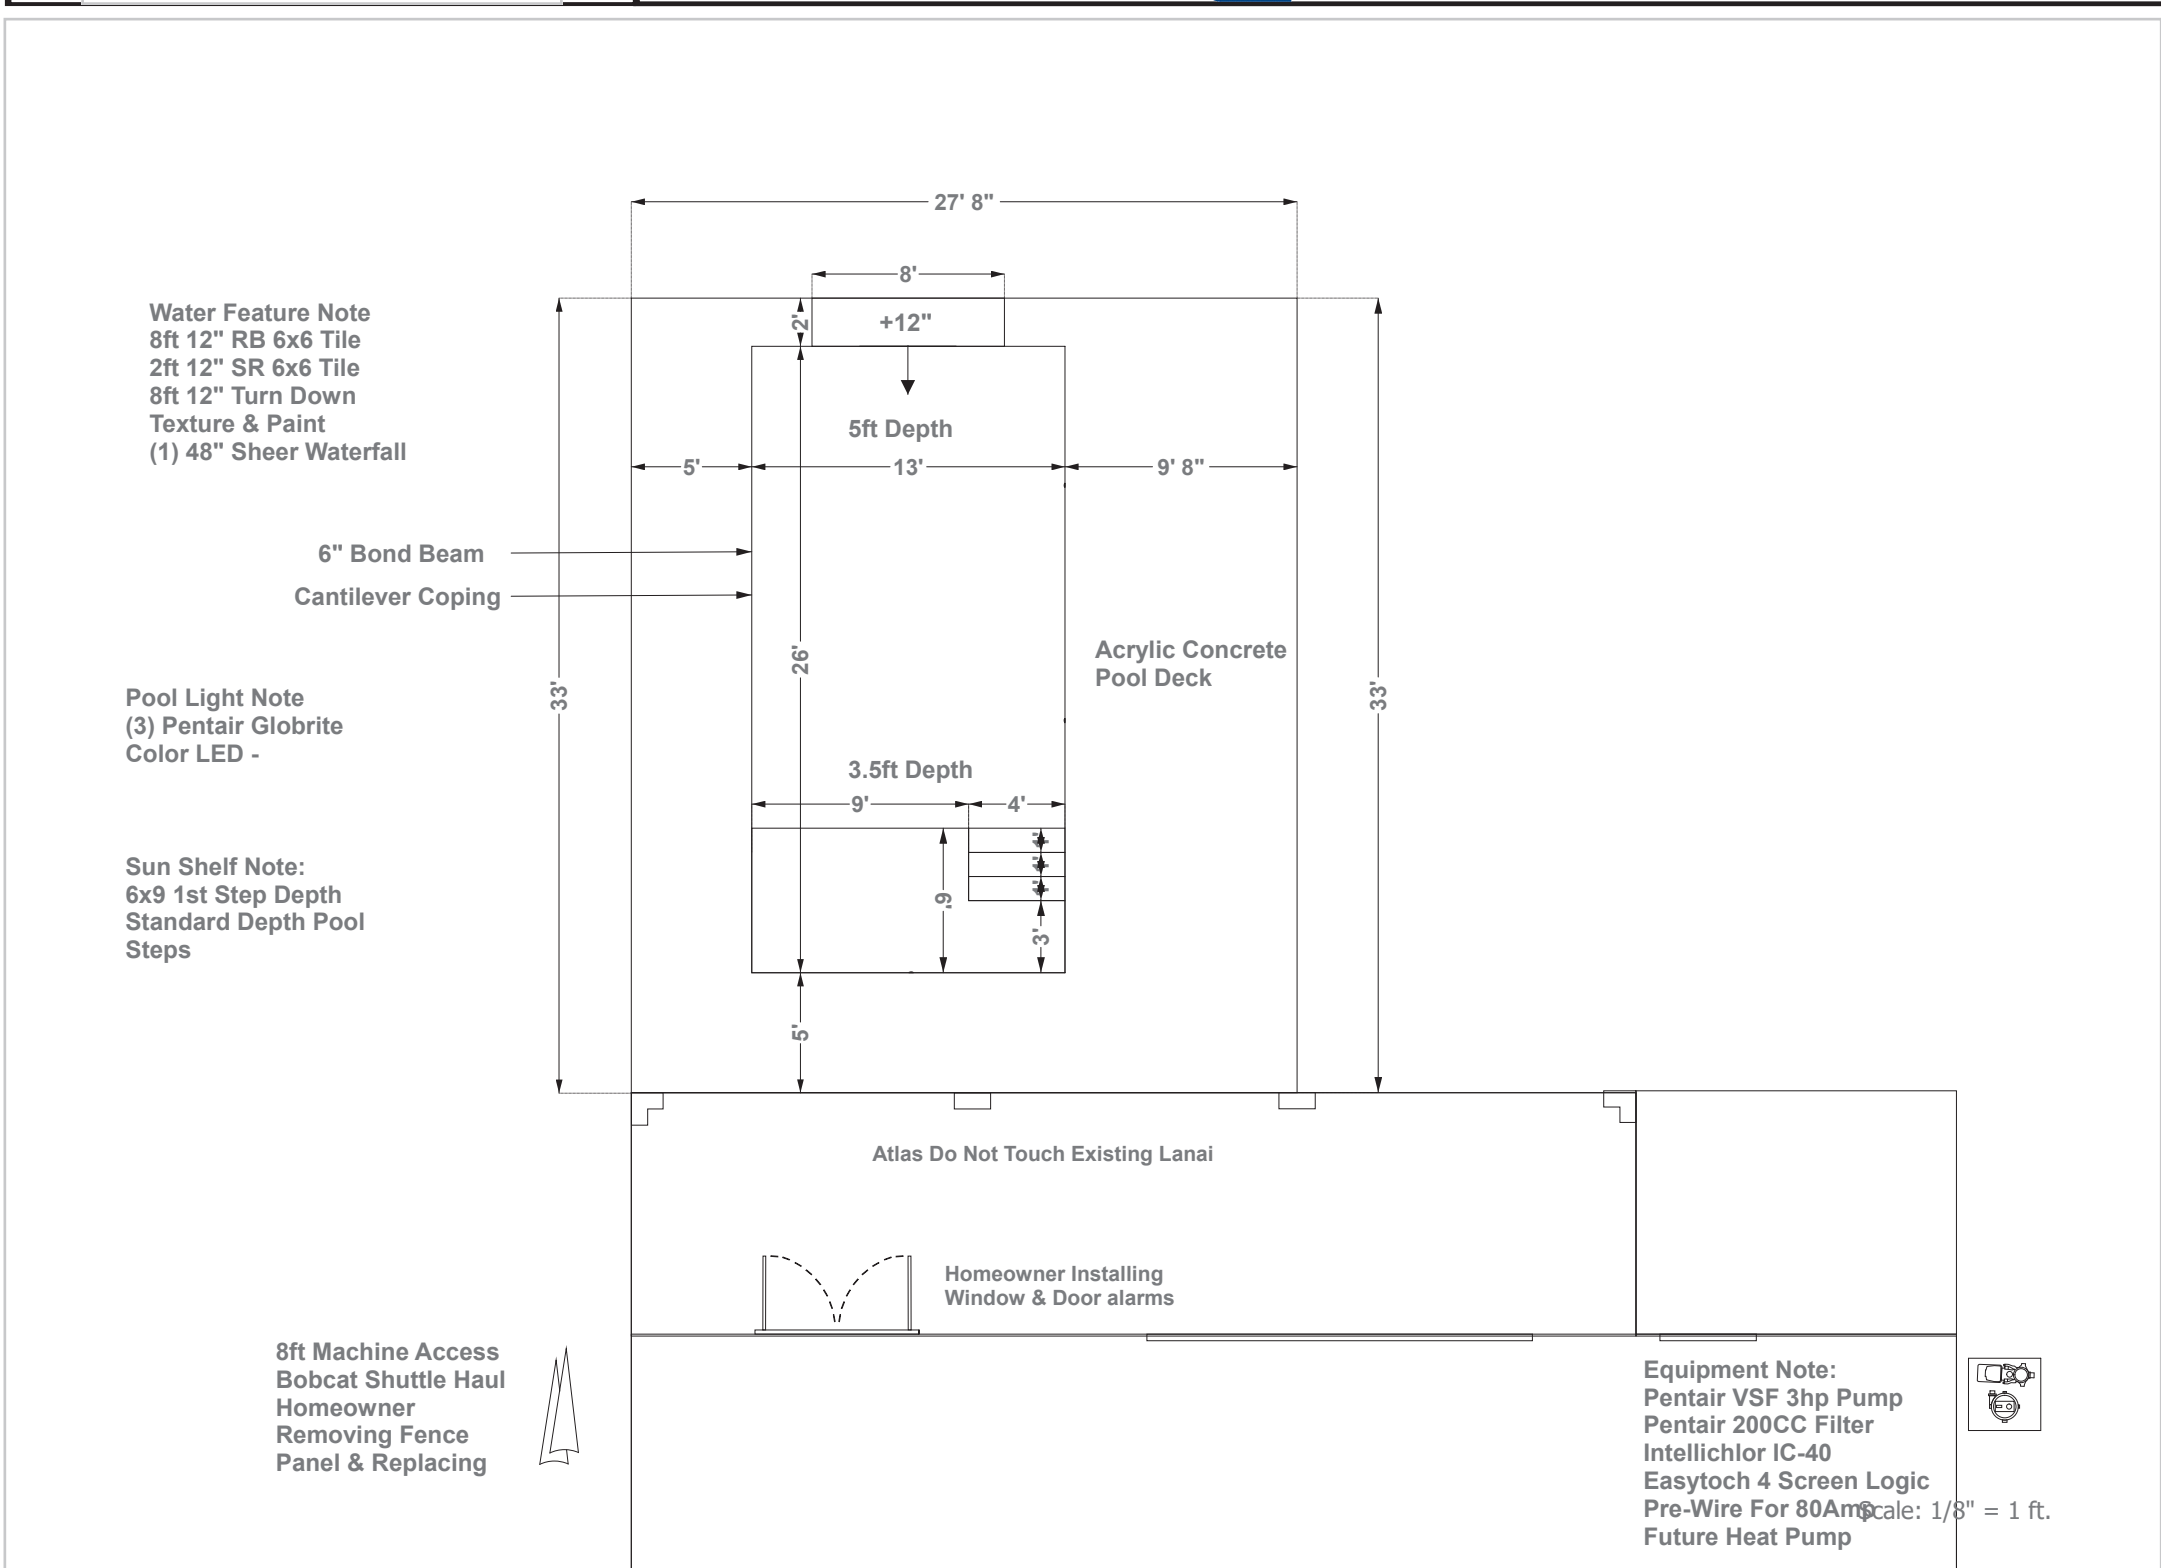 27' 8"
8'
Water Feature Note
8ft 12" RB 6x6 Tile
2ft 12" SR 6x6 Tile
8ft 12" Turn Down
Texture & Paint
(1) 48" Sheer Waterfall
2'
+12"
5ft Depth
5'
13'
9' 8"
6" Bond Beam
Cantilever Coping
26'
33'
33'
Acrylic Concrete
Pool Deck
Pool Light Note
(3) Pentair Globrite
Color LED -
3.5ft Depth
9'
4'
Sun Shelf Note:
6x9 1st Step Depth
Standard Depth Pool
Steps
6'
3'
5'
Atlas Do Not Touch Existing Lanai
Homeowner Installing
Window & Door alarms
8ft Machine Access
Bobcat Shuttle Haul
Homeowner
Removing Fence
Panel & Replacing
Equipment Note:
Pentair VSF 3hp Pump
Pentair 200CC Filter
Intellichlor IC-40
Easytoch 4 Screen Logic
Pre-Wire For 80Amp
Future Heat Pump
Scale: 1/8" = 1 ft.